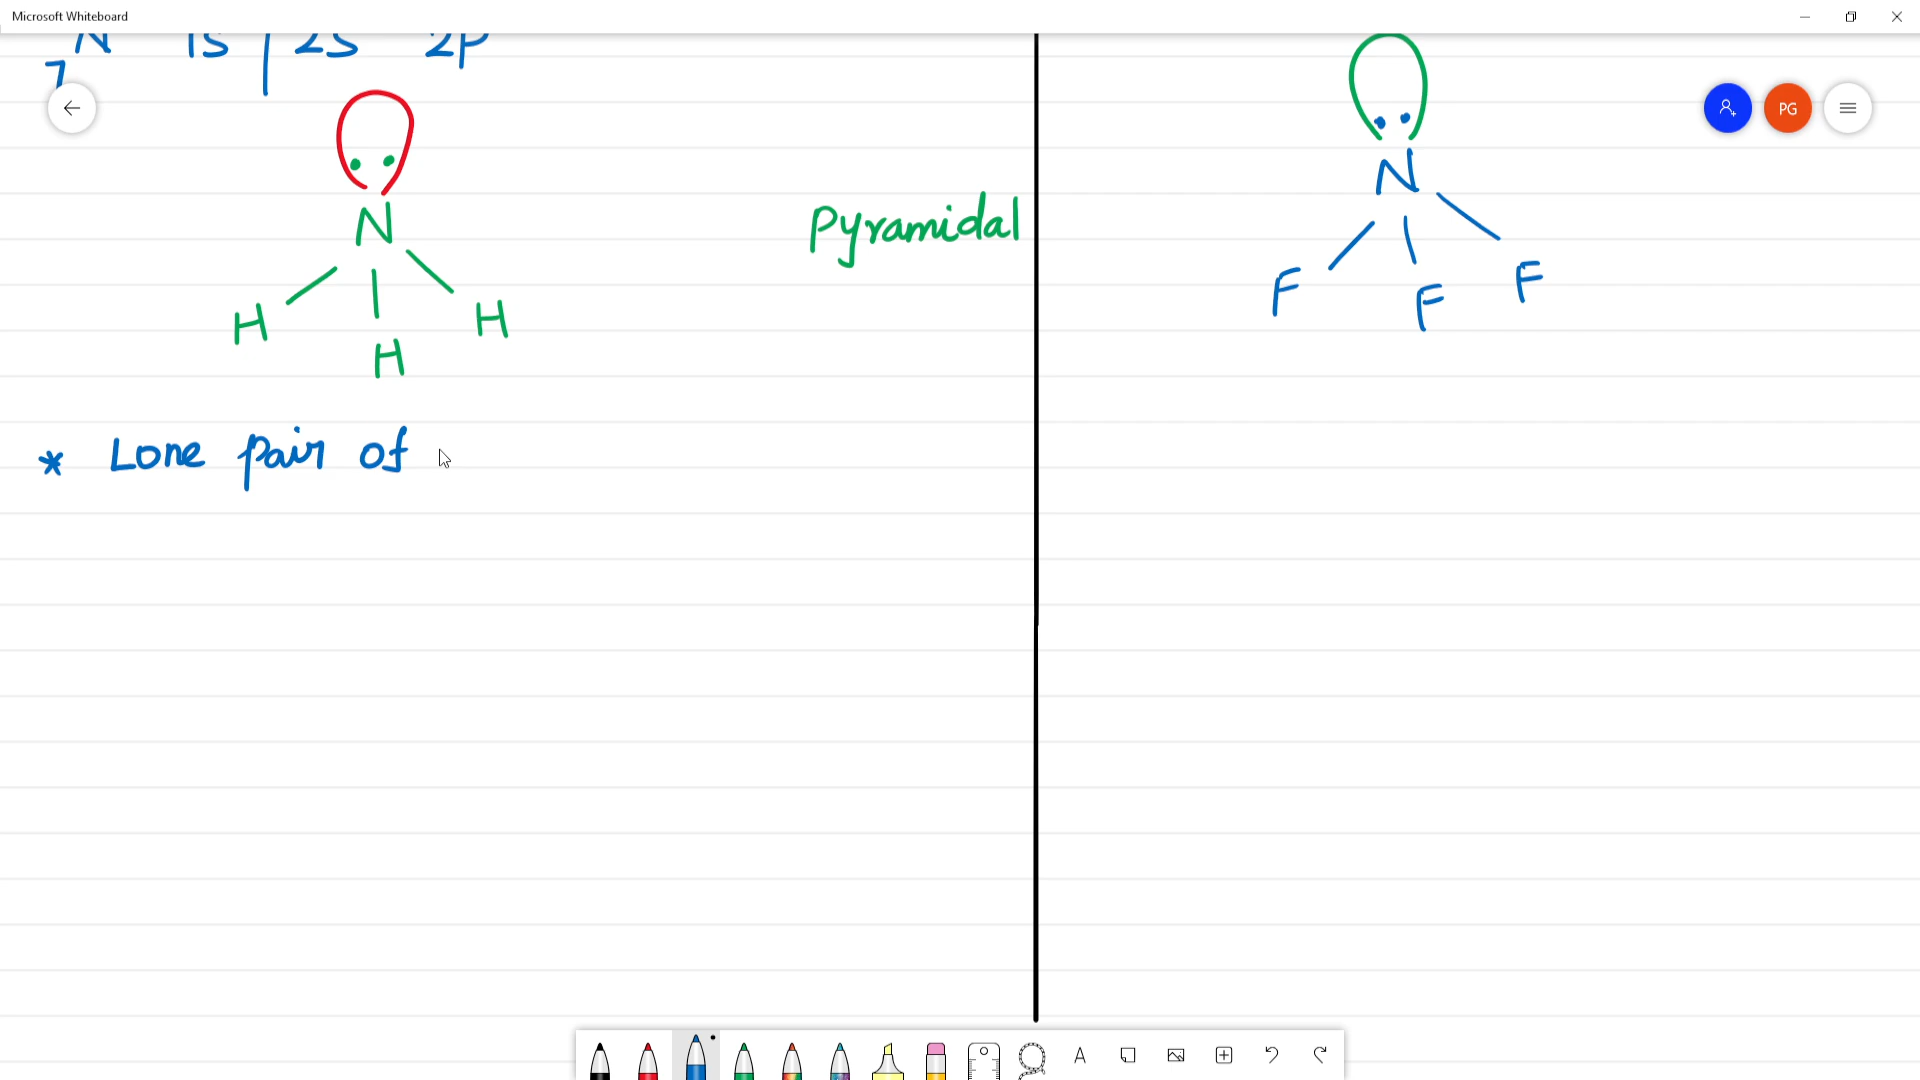 Microsoft Whiteboard
7N 1S 2S 2P
PG
N
H H H
Pyramidal
N
F F F
* Lone pair of
A